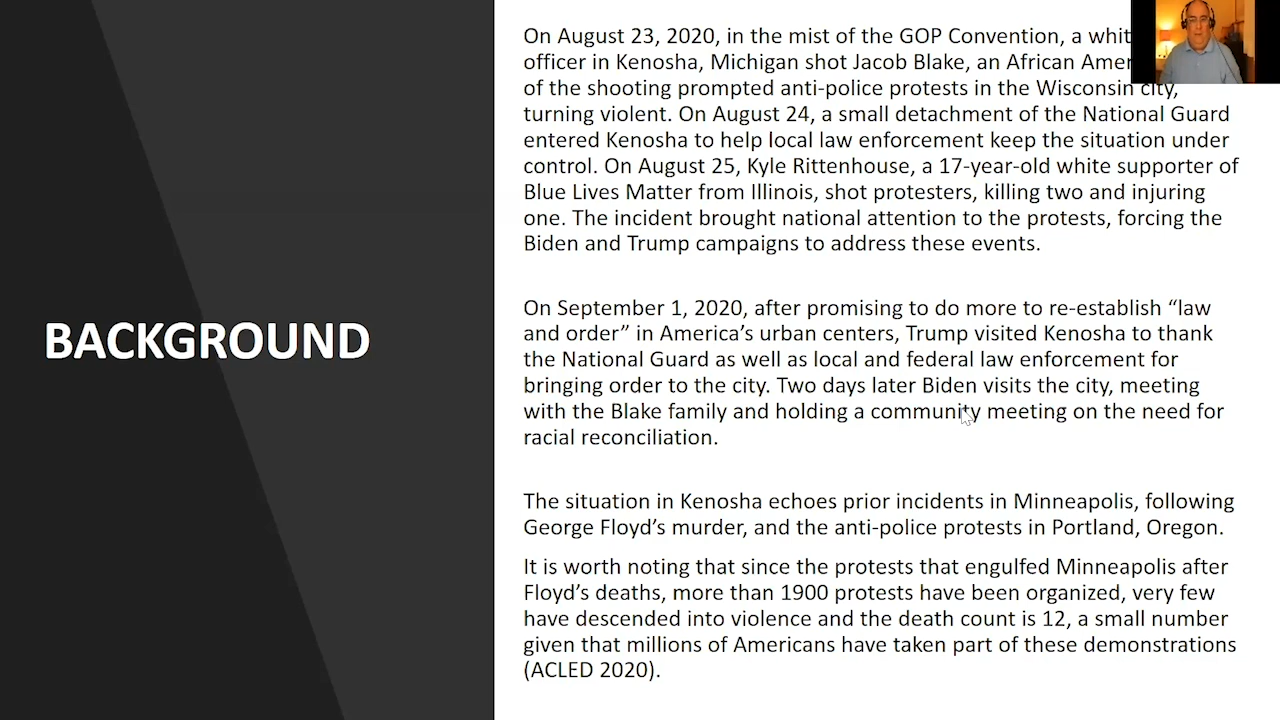 BACKGROUND
On August 23, 2020, in the mist of the GOP Convention, a
officer in Kenosha, Michigan shot Jacob Blake, an African
of the shooting prompted anti-police protests in the Wisconsin city,
turning violent. On August 24, a small detachment of the National Guard
entered Kenosha to help local law enforcement keep the situation under
control. On August 25, Kyle Rittenhouse, a 17-year-old white supporter of
Blue Lives Matter from Illinois, shot protesters, killing two and injuring
one. The incident brought national attention to the protests, forcing the
Biden and Trump campaigns to address these events.
On September 1, 2020, after promising to do more to re-establish “law
and order” in America’s urban centers, Trump visited Kenosha to thank
the National Guard as well as local and federal law enforcement for
bringing order to the city. Two days later Biden visits the city, meeting
with the Blake family and holding a community meeting on the need for
racial reconciliation.
The situation in Kenosha echoes prior incidents in Minneapolis, following
George Floyd’s murder, and the anti-police protests in Portland, Oregon.
It is worth noting that since the protests that engulfed Minneapolis after
Floyd’s deaths, more than 1900 protests have been organized, very few
have descended into violence and the death count is 12, a small number
given that millions of Americans have taken part of these demonstrations
(ACLED 2020).